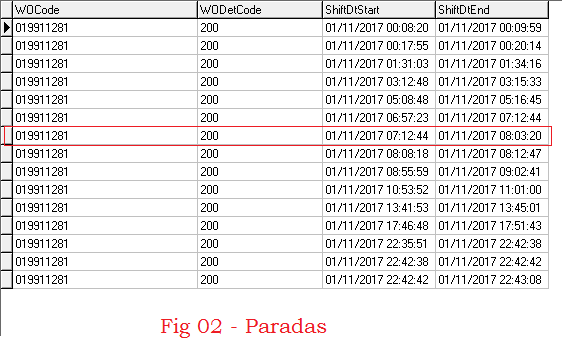 WOCode WODetCode ShiftDtStart ShiftDtEnd
019911281 200 01/11/2017 00:08:20 01/11/2017 00:09:59
019911281 200 01/11/2017 00:17:55 01/11/2017 00:20:14
019911281 200 01/11/2017 01:31:03 01/11/2017 01:34:16
019911281 200 01/11/2017 03:12:48 01/11/2017 03:15:33
019911281 200 01/11/2017 05:08:48 01/11/2017 05:16:45
019911281 200 01/11/2017 06:57:23 01/11/2017 07:12:44
019911281 200 01/11/2017 07:12:44 01/11/2017 08:03:20
019911281 200 01/11/2017 08:08:18 01/11/2017 08:12:47
019911281 200 01/11/2017 08:55:59 01/11/2017 09:02:41
019911281 200 01/11/2017 10:53:52 01/11/2017 11:01:00
019911281 200 01/11/2017 13:41:53 01/11/2017 13:45:01
019911281 200 01/11/2017 17:46:48 01/11/2017 17:51:43
019911281 200 01/11/2017 22:35:51 01/11/2017 22:42:38
019911281 200 01/11/2017 22:42:38 01/11/2017 22:42:42
019911281 200 01/11/2017 22:42:42 01/11/2017 22:43:08
Fig 02 - Paradas